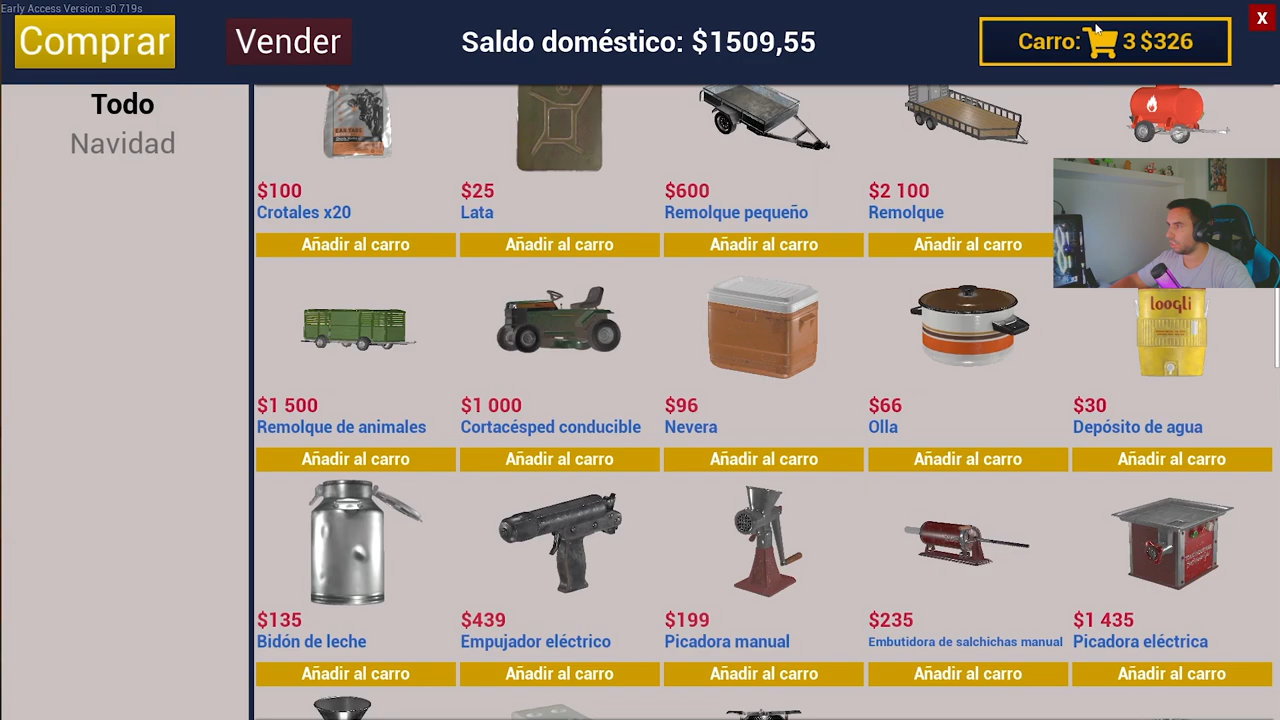 Early Access Version: s0.719s
Comprar
Vender
Saldo doméstico: $1509,55
Carro: 3 $326
X
Todo
Navidad
EAR TAGS
$100
$25
$600
$2 100
Crotales x20
Lata
Remolque pequeño
Remolque
Añadir al carro
Añadir al carro
Añadir al carro
Añadir al carro
loogli
$1 500
$1 000
$96
$66
$30
Remolque de animales
Cortacésped conducible
Nevera
Olla
Depósito de agua
Añadir al carro
Añadir al carro
Añadir al carro
Añadir al carro
Añadir al carro
$135
$439
$199
$235
$1 435
Bidón de leche
Empujador eléctrico
Picadora manual
Embutidora de salchichas manual
Picadora eléctrica
Añadir al carro
Añadir al carro
Añadir al carro
Añadir al carro
Añadir al carro